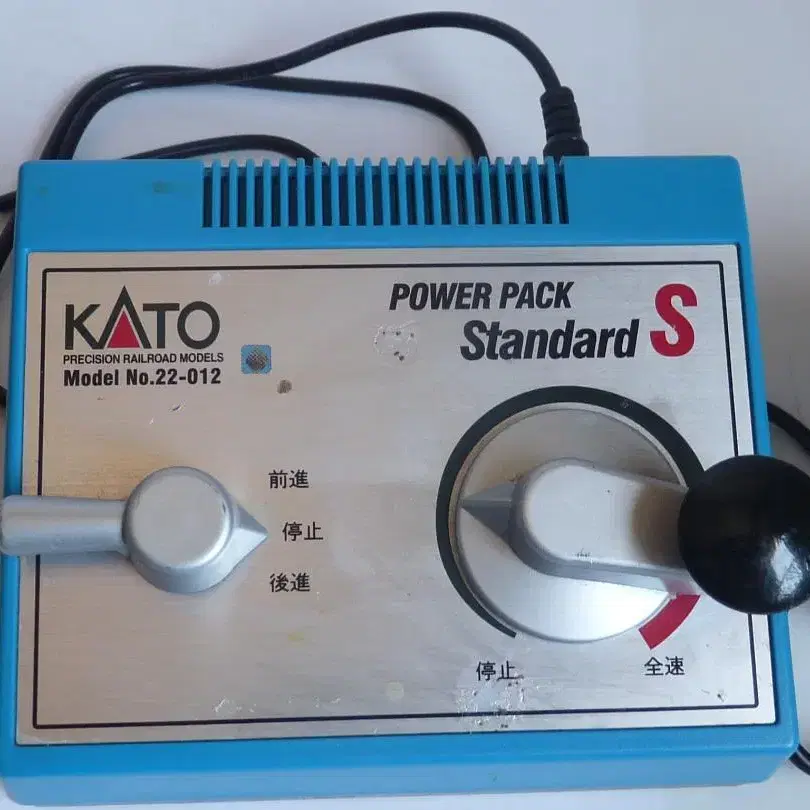 KATO
PRECISION RAILROAD MODELS
Model No.22-012
POWER PACK
Standard S
前進
停止
後進
停止
全速